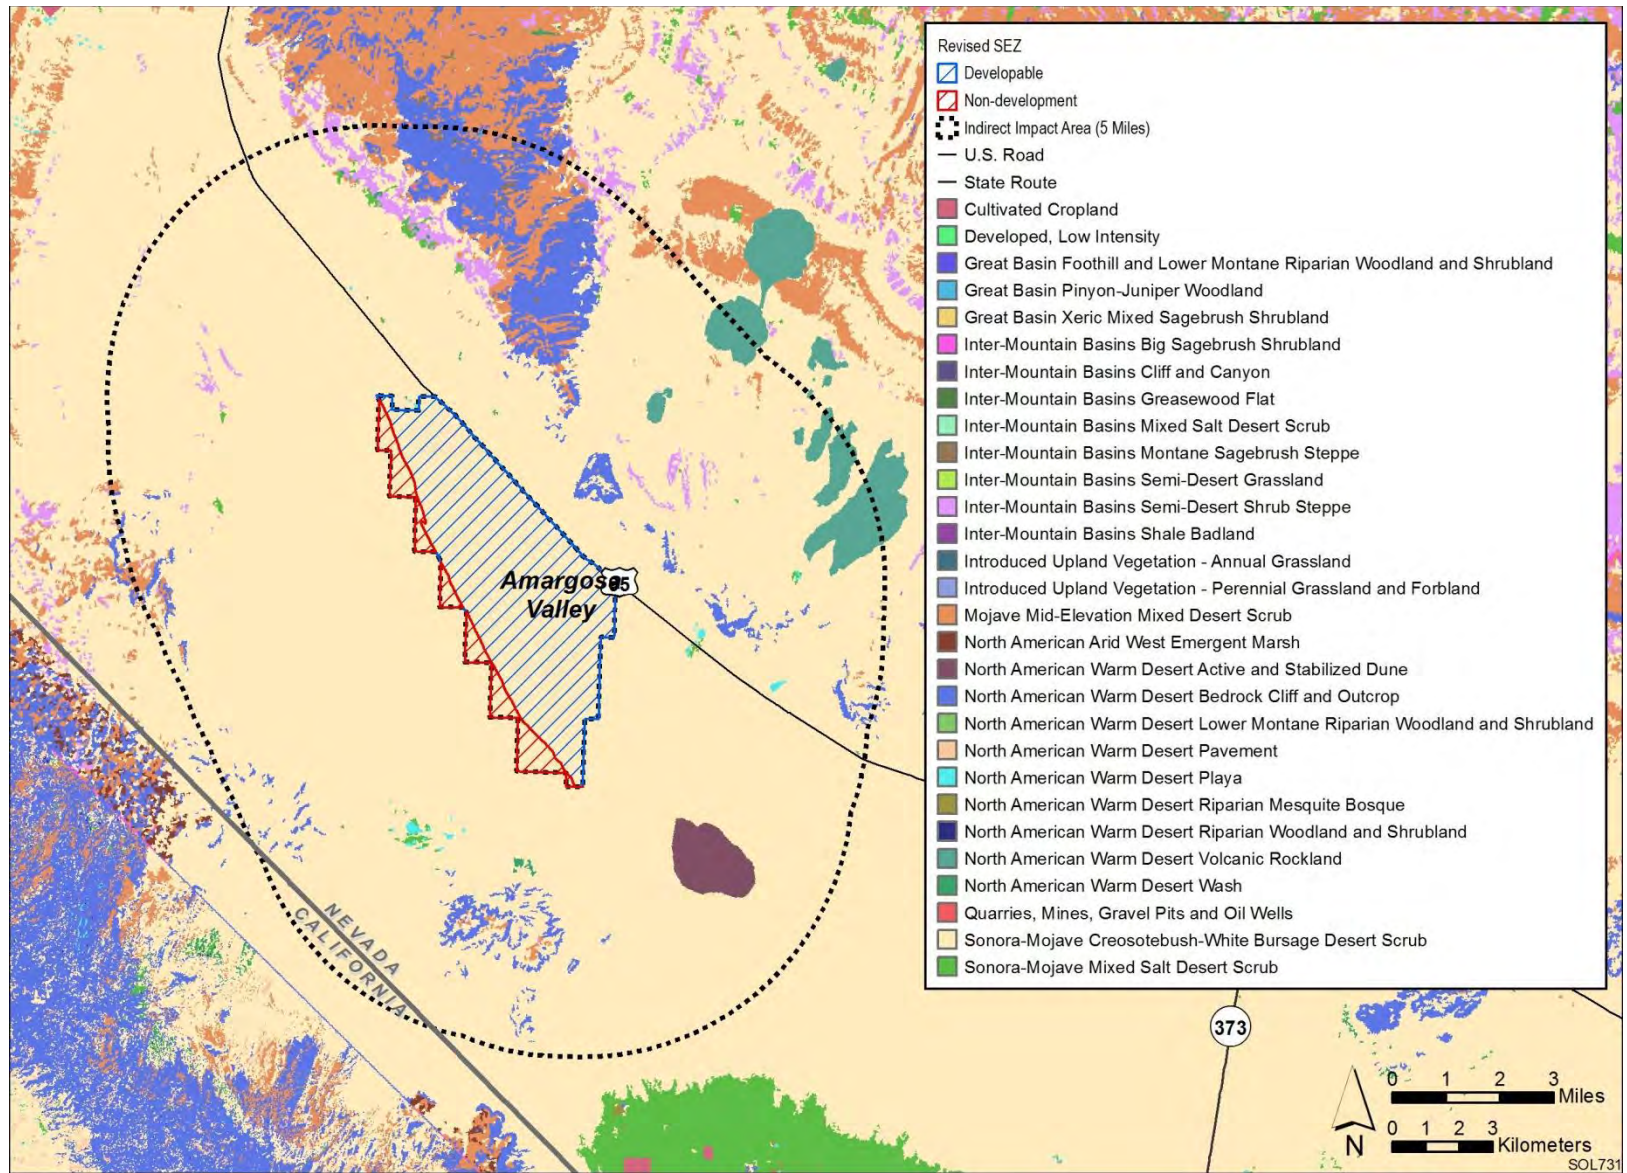 Revised SEZ
Developable
Non-development
Indirect Impact Area (5 Miles)
U.S. Road
State Route
Cultivated Cropland
Developed, Low Intensity
Great Basin Foothill and Lower Montane Riparian Woodland and Shrubland
Great Basin Pinyon-Juniper Woodland
Great Basin Xeric Mixed Sagebrush Shrubland
Inter-Mountain Basins Big Sagebrush Shrubland
Inter-Mountain Basins Cliff and Canyon
Inter-Mountain Basins Greasewood Flat
Inter-Mountain Basins Mixed Salt Desert Scrub
Inter-Mountain Basins Montane Sagebrush Steppe
Inter-Mountain Basins Semi-Desert Grassland
Inter-Mountain Basins Semi-Desert Shrub Steppe
Inter-Mountain Basins Shale Badland
Introduced Upland Vegetation - Annual Grassland
Introduced Upland Vegetation - Perennial Grassland and Forbland
Mojave Mid-Elevation Mixed Desert Scrub
North American Arid West Emergent Marsh
North American Warm Desert Active and Stabilized Dune
North American Warm Desert Bedrock Cliff and Outcrop
North American Warm Desert Lower Montane Riparian Woodland and Shrubland
North American Warm Desert Pavement
North American Warm Desert Playa
North American Warm Desert Riparian Mesquite Bosque
North American Warm Desert Riparian Woodland and Shrubland
North American Warm Desert Volcanic Rockland
North American Warm Desert Wash
Quarries, Mines, Gravel Pits and Oil Wells
Sonora-Mojave Creosotebush-White Bursage Desert Scrub
Sonora-Mojave Mixed Salt Desert Scrub
Amargosa
Valley
95
NEVADA
CALIFORNIA
373
0 1 2 3
Miles
0 1 2 3
Kilometers
N
SOL731